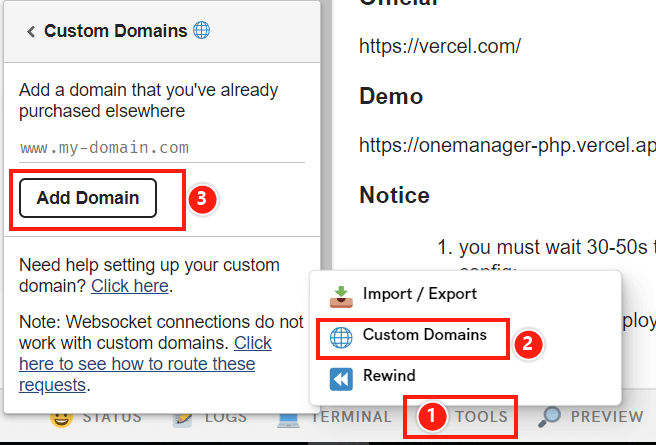 Custom Domains
Add a domain that you've already
purchased elsewhere
www.my-domain.com
Add Domain
3
Need help setting up your custom
domain? Click here.
Note: Websocket connections do not
work with custom domains. Click
here to see how to route these
requests.
https://vercel.com/
Demo
https://onemanager-php.vercel.ap
Notice
1. you must wait 30-50s
Import / Export
Custom Domains
2
Rewind
STATUS
LOGS
TERMINAL
1
TOOLS
PREVIEW